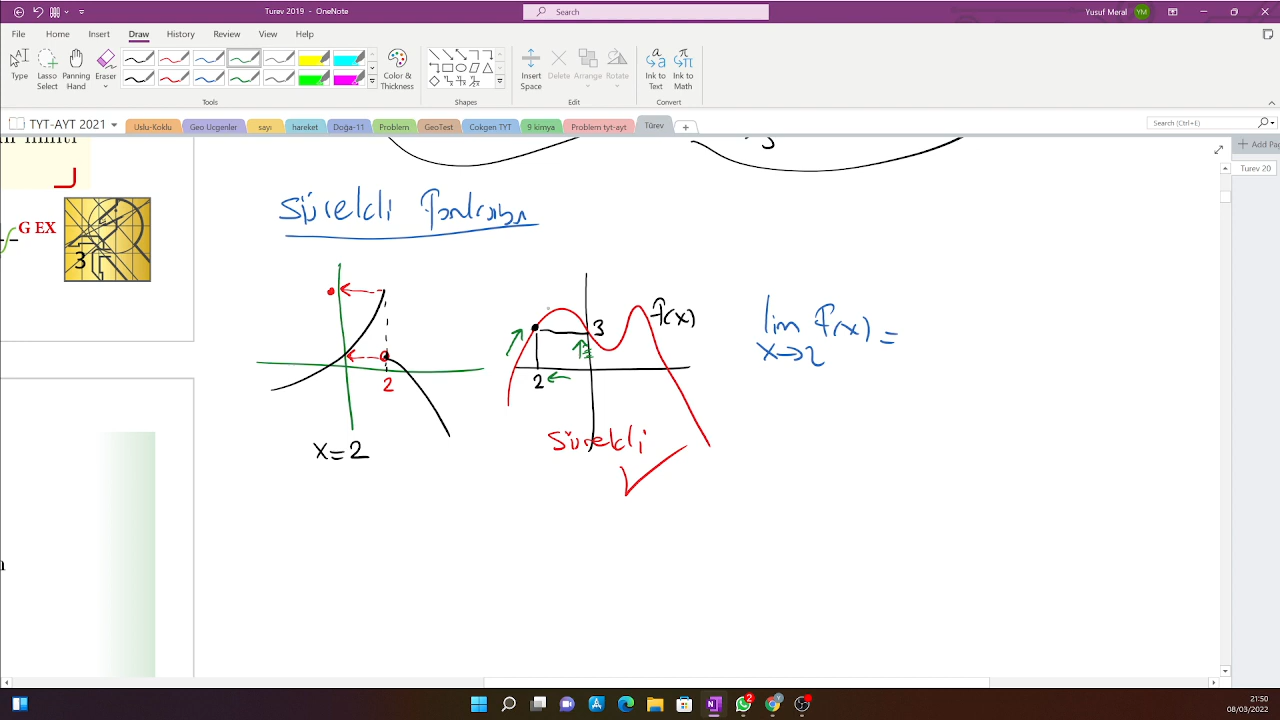 Turev 2019 - OneNote
Search
Yusuf Meral YM
File Home Insert Draw History Review View Help
Type Lasso Select Panning Hand Eraser Color & Thickness Insert Space Delete Arrange Rotate Ink to Text Ink to Math
Tools Shapes Edit Convert
TYT-AYT 2021 Uslu-Koklu Geo Ucgenler sayı hareket Doğa-11 Problem GeoTest Cokgen TYT 9 kimya Problem tyt-ayt Türev Search (Ctrl+E)
Add Pag
Turev 20
G EX
3
Sürekli
f(x)
3
2
2
lim f(x) =
x→2
Sürekli
x=2
2
21:50
08/03/2022